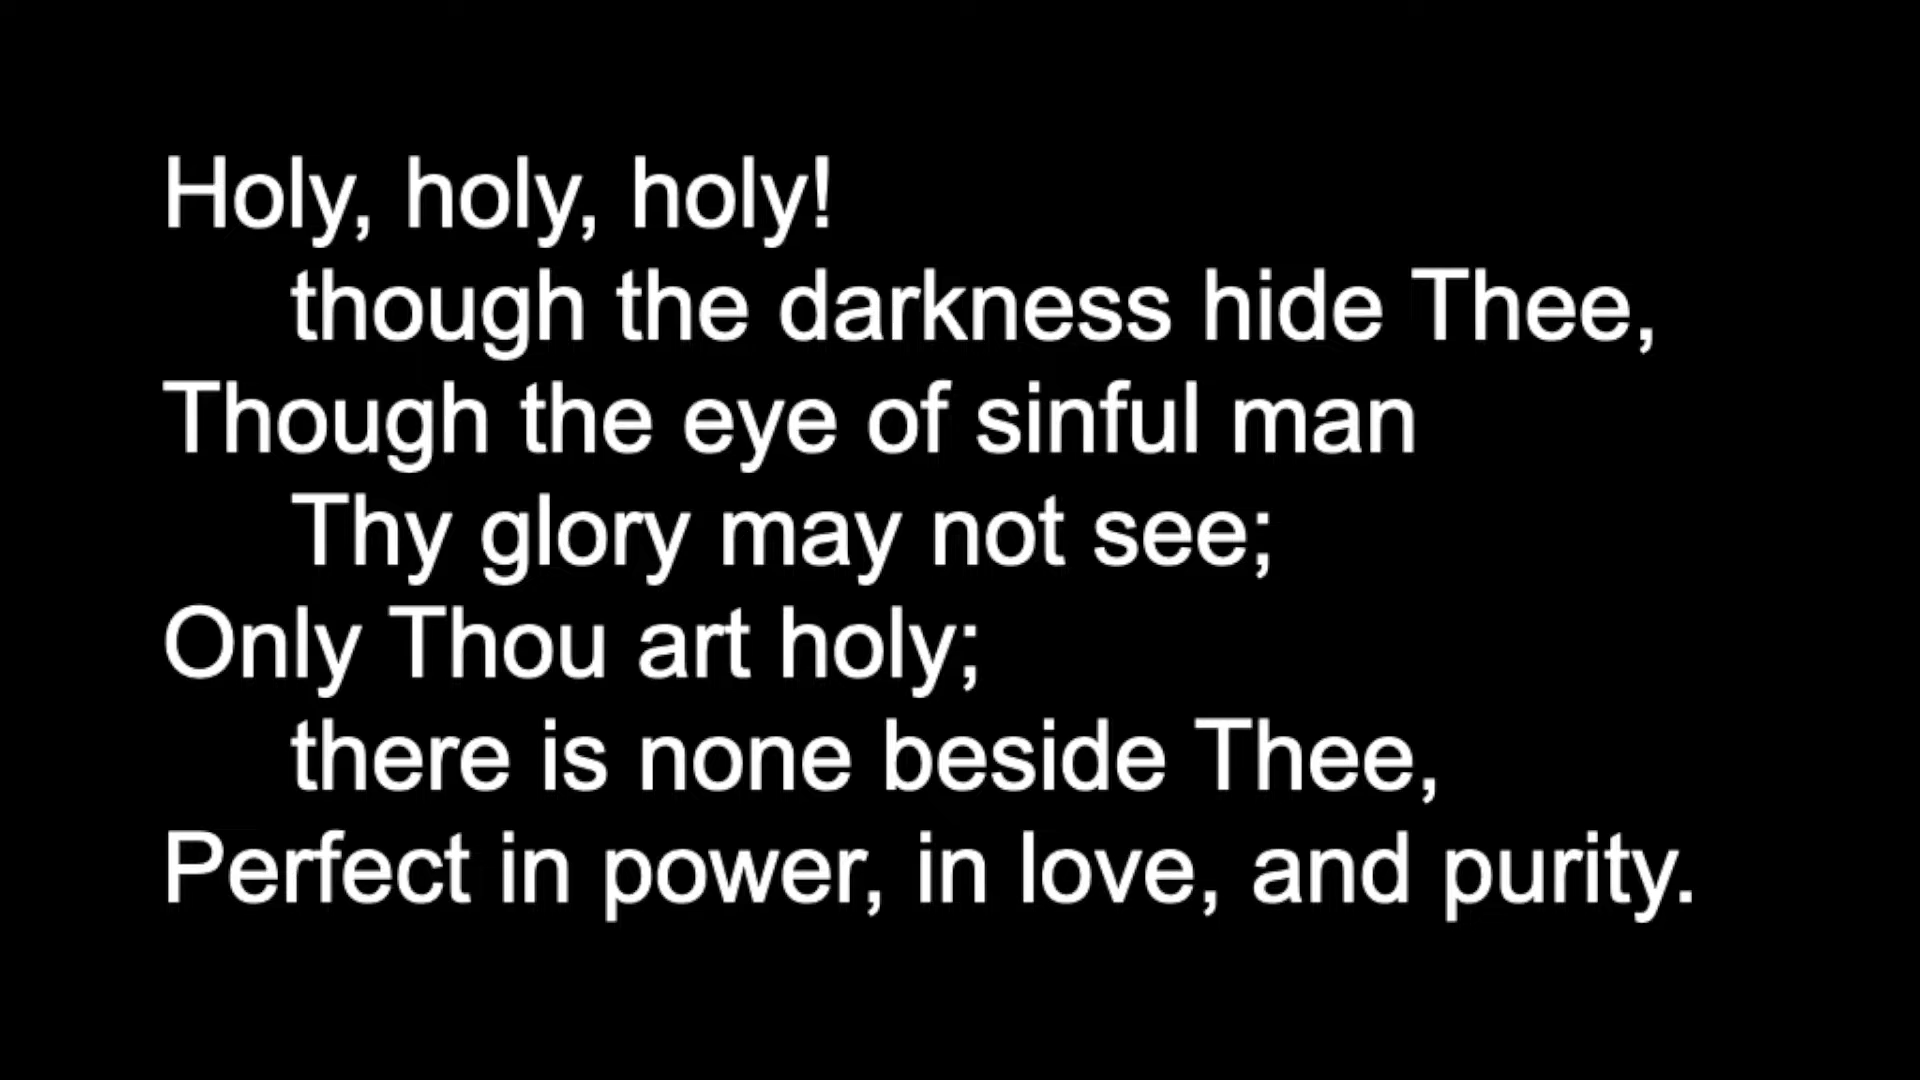 Holy, holy, holy!
though the darkness hide Thee,
Though the eye of sinful man
Thy glory may not see;
Only Thou art holy;
there is none beside Thee,
Perfect in power, in love, and purity.